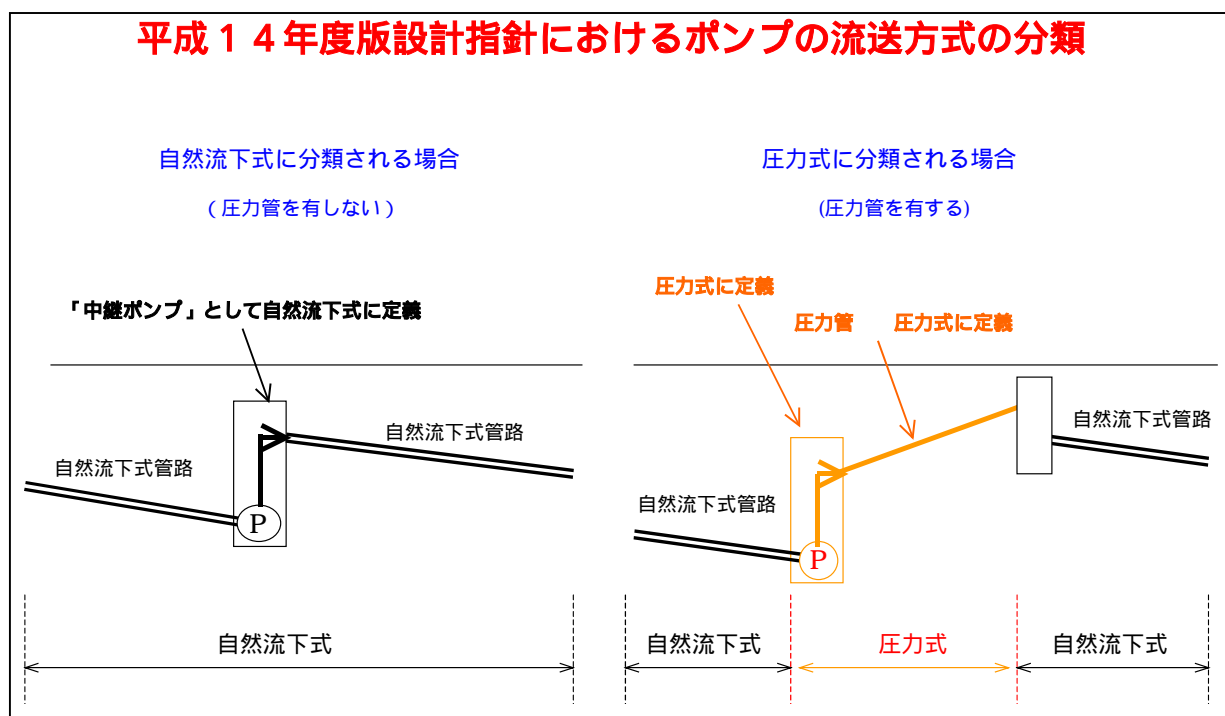 平成１４年度版設計指針におけるポンプの流送方式の分類
自然流下式に分類される場合
（圧力管を有しない）
「中継ポンプ」として自然流下式に定義
自然流下式管路
自然流下式管路
P
自然流下式
圧力式に分類される場合
(圧力管を有する)
圧力式に定義
圧力管
圧力式に定義
自然流下式管路
自然流下式管路
P
自然流下式
圧力式
自然流下式